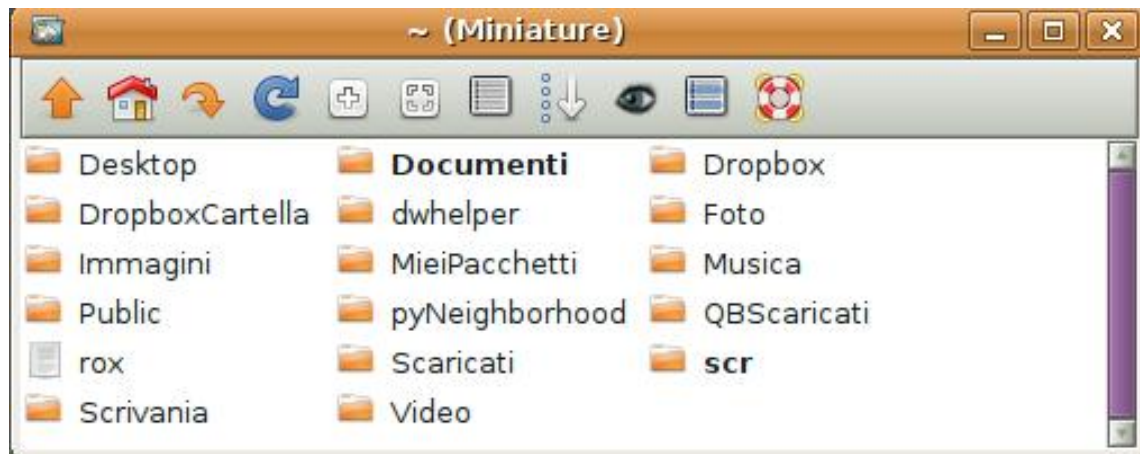 ~ (Miniature)
Desktop Documenti Dropbox
DropboxCartella dwhelper Foto
Immagini MieiPacchetti Musica
Public pyNeighborhood QBScaricati
rox Scaricati scr
Scrivania Video